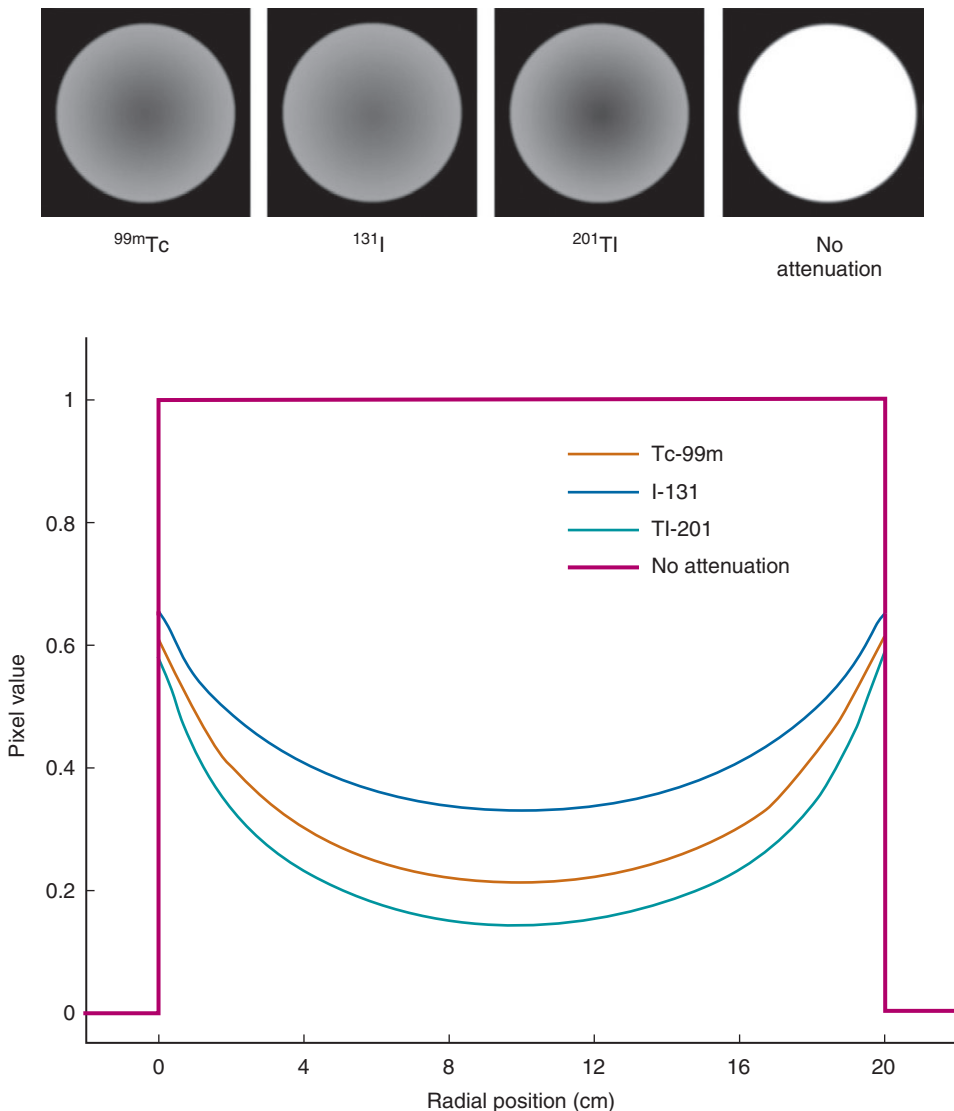 99mTc
131I
201Tl
No
attenuation
1
0.8
0.6
0.4
0.2
0
Pixel value
Tc-99m
I-131
Tl-201
No attenuation
0
4
8
12
16
20
Radial position (cm)